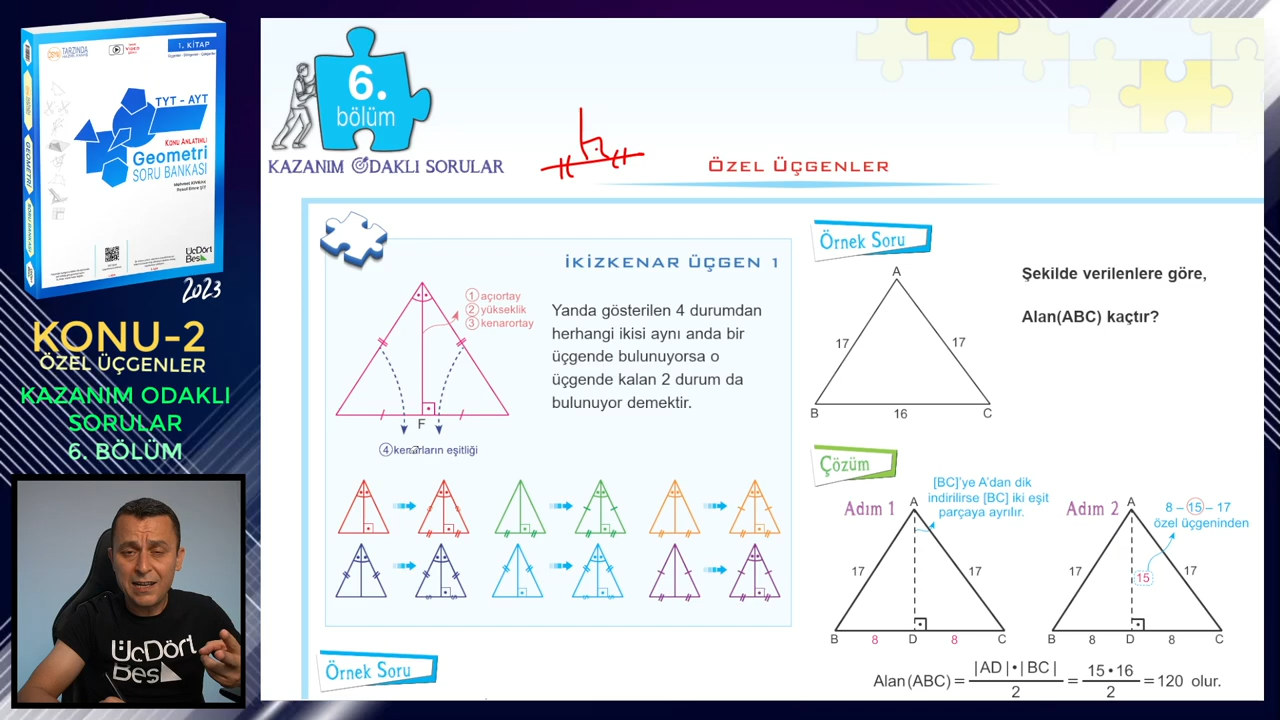 TARZINDA
1. KİTAP
TYT - AYT
KONU ANLATIMLI
Geometri
SORU BANKASI
ÜçDört
Beş
2023
KONU-2
ÖZEL ÜÇGENLER
KAZANIM ODAKLI
SORULAR
6. BÖLÜM
ÜçDört
Beş
6.
bölüm
KAZANIM ODAKLI SORULAR
ÖZEL ÜÇGENLER
İKİZKENAR ÜÇGEN 1
1 açıortay
2 yükseklik
3 kenarortay
F
4 kenarların eşitliği
Yanda gösterilen 4 durumdan
herhangi ikisi aynı anda bir
üçgende bulunuyorsa o
üçgende kalan 2 durum da
bulunuyor demektir.
Örnek Soru
Örnek Soru
A
17 17
B 16 C
Şekilde verilenlere göre,
Alan(ABC) kaçtır?
Çözüm
Adım 1
A
[BC]'ye A'dan dik
indirilirse [BC] iki eşit
parçaya ayrılır.
17 17
B 8 D 8 C
Adım 2
A
8 – 15 – 17
özel üçgeninden
17 15 17
B 8 D 8 C
Alan(ABC) = |AD|•|BC| / 2 = 15•16 / 2 = 120 olur.